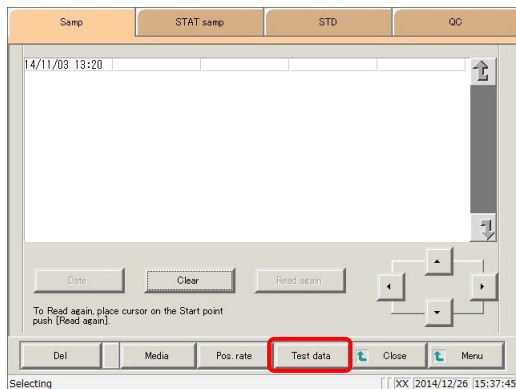 Samp STAT samp STD QC
14/11/03 13:20
Date Clear Read again
To Read again, place cursor on the Start point
push [Read again].
Del Media Pos. rate Test data Close Menu
Selecting XX 2014/12/26 15:37:45